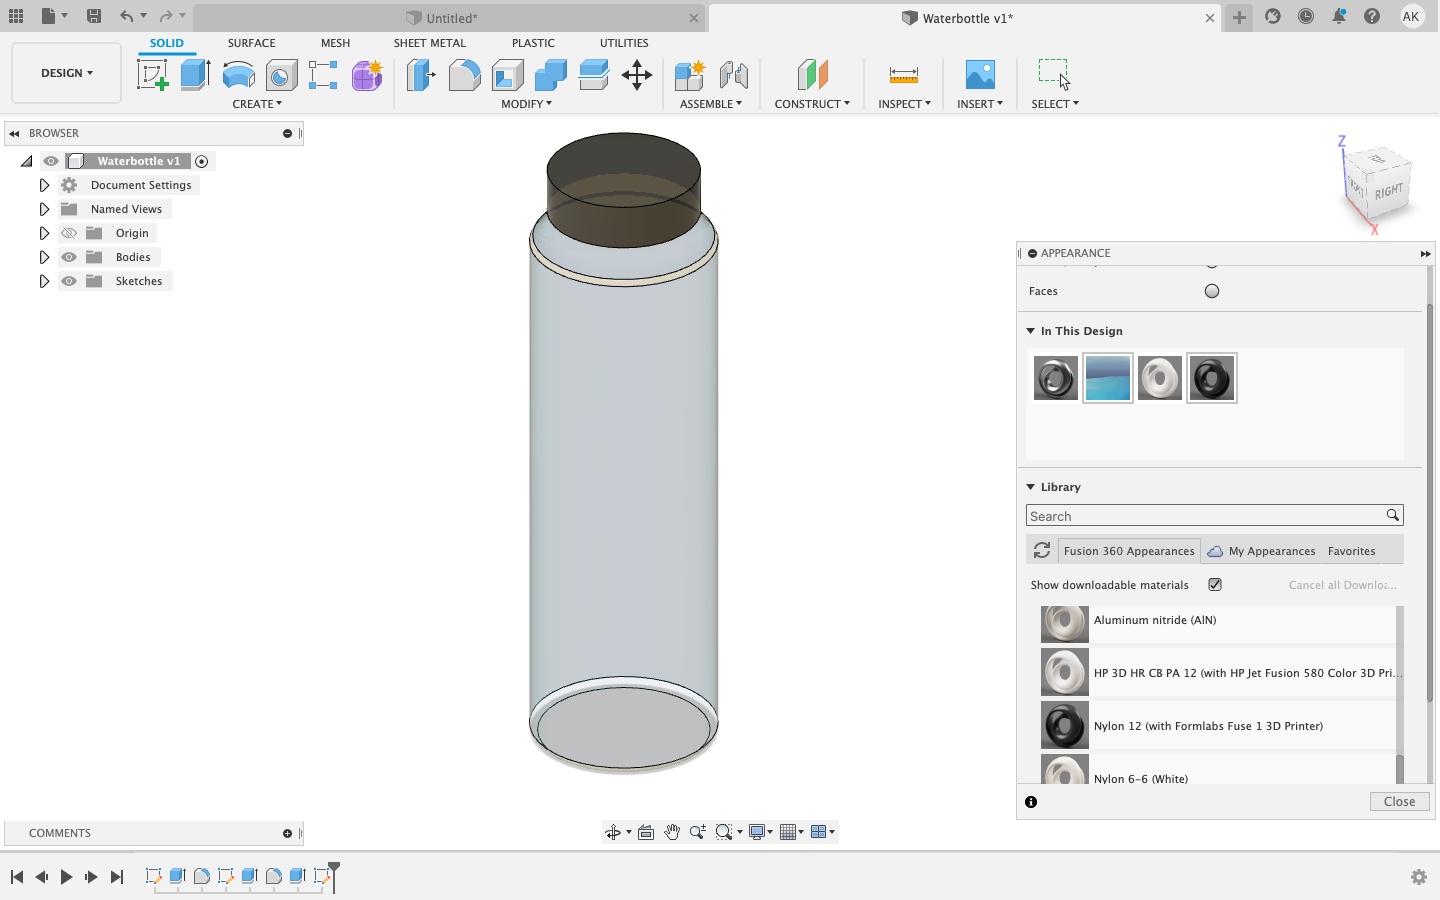 Untitled*
Waterbottle v1*
AK
DESIGN
SOLID
SURFACE
MESH
SHEET METAL
PLASTIC
UTILITIES
CREATE
MODIFY
ASSEMBLE
CONSTRUCT
INSPECT
INSERT
SELECT
BROWSER
Waterbottle v1
Document Settings
Named Views
Origin
Bodies
Sketches
Z
RIGHT
X
APPEARANCE
Faces
In This Design
Library
Search
Fusion 360 Appearances
My Appearances
Favorites
Show downloadable materials
Cancel all Downloa...
Aluminum nitride (AlN)
HP 3D HR CB PA 12 (with HP Jet Fusion 580 Color 3D Pri...
Nylon 12 (with Formlabs Fuse 1 3D Printer)
Nylon 6-6 (White)
Close
COMMENTS